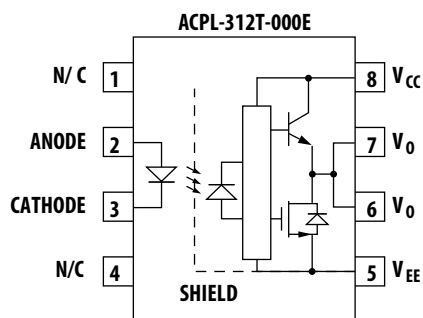 ACPL-312T-000E
N/ C 1
8 VCC
ANODE 2
7 VO
CATHODE 3
6 VO
N/C 4
5 VEE
SHIELD